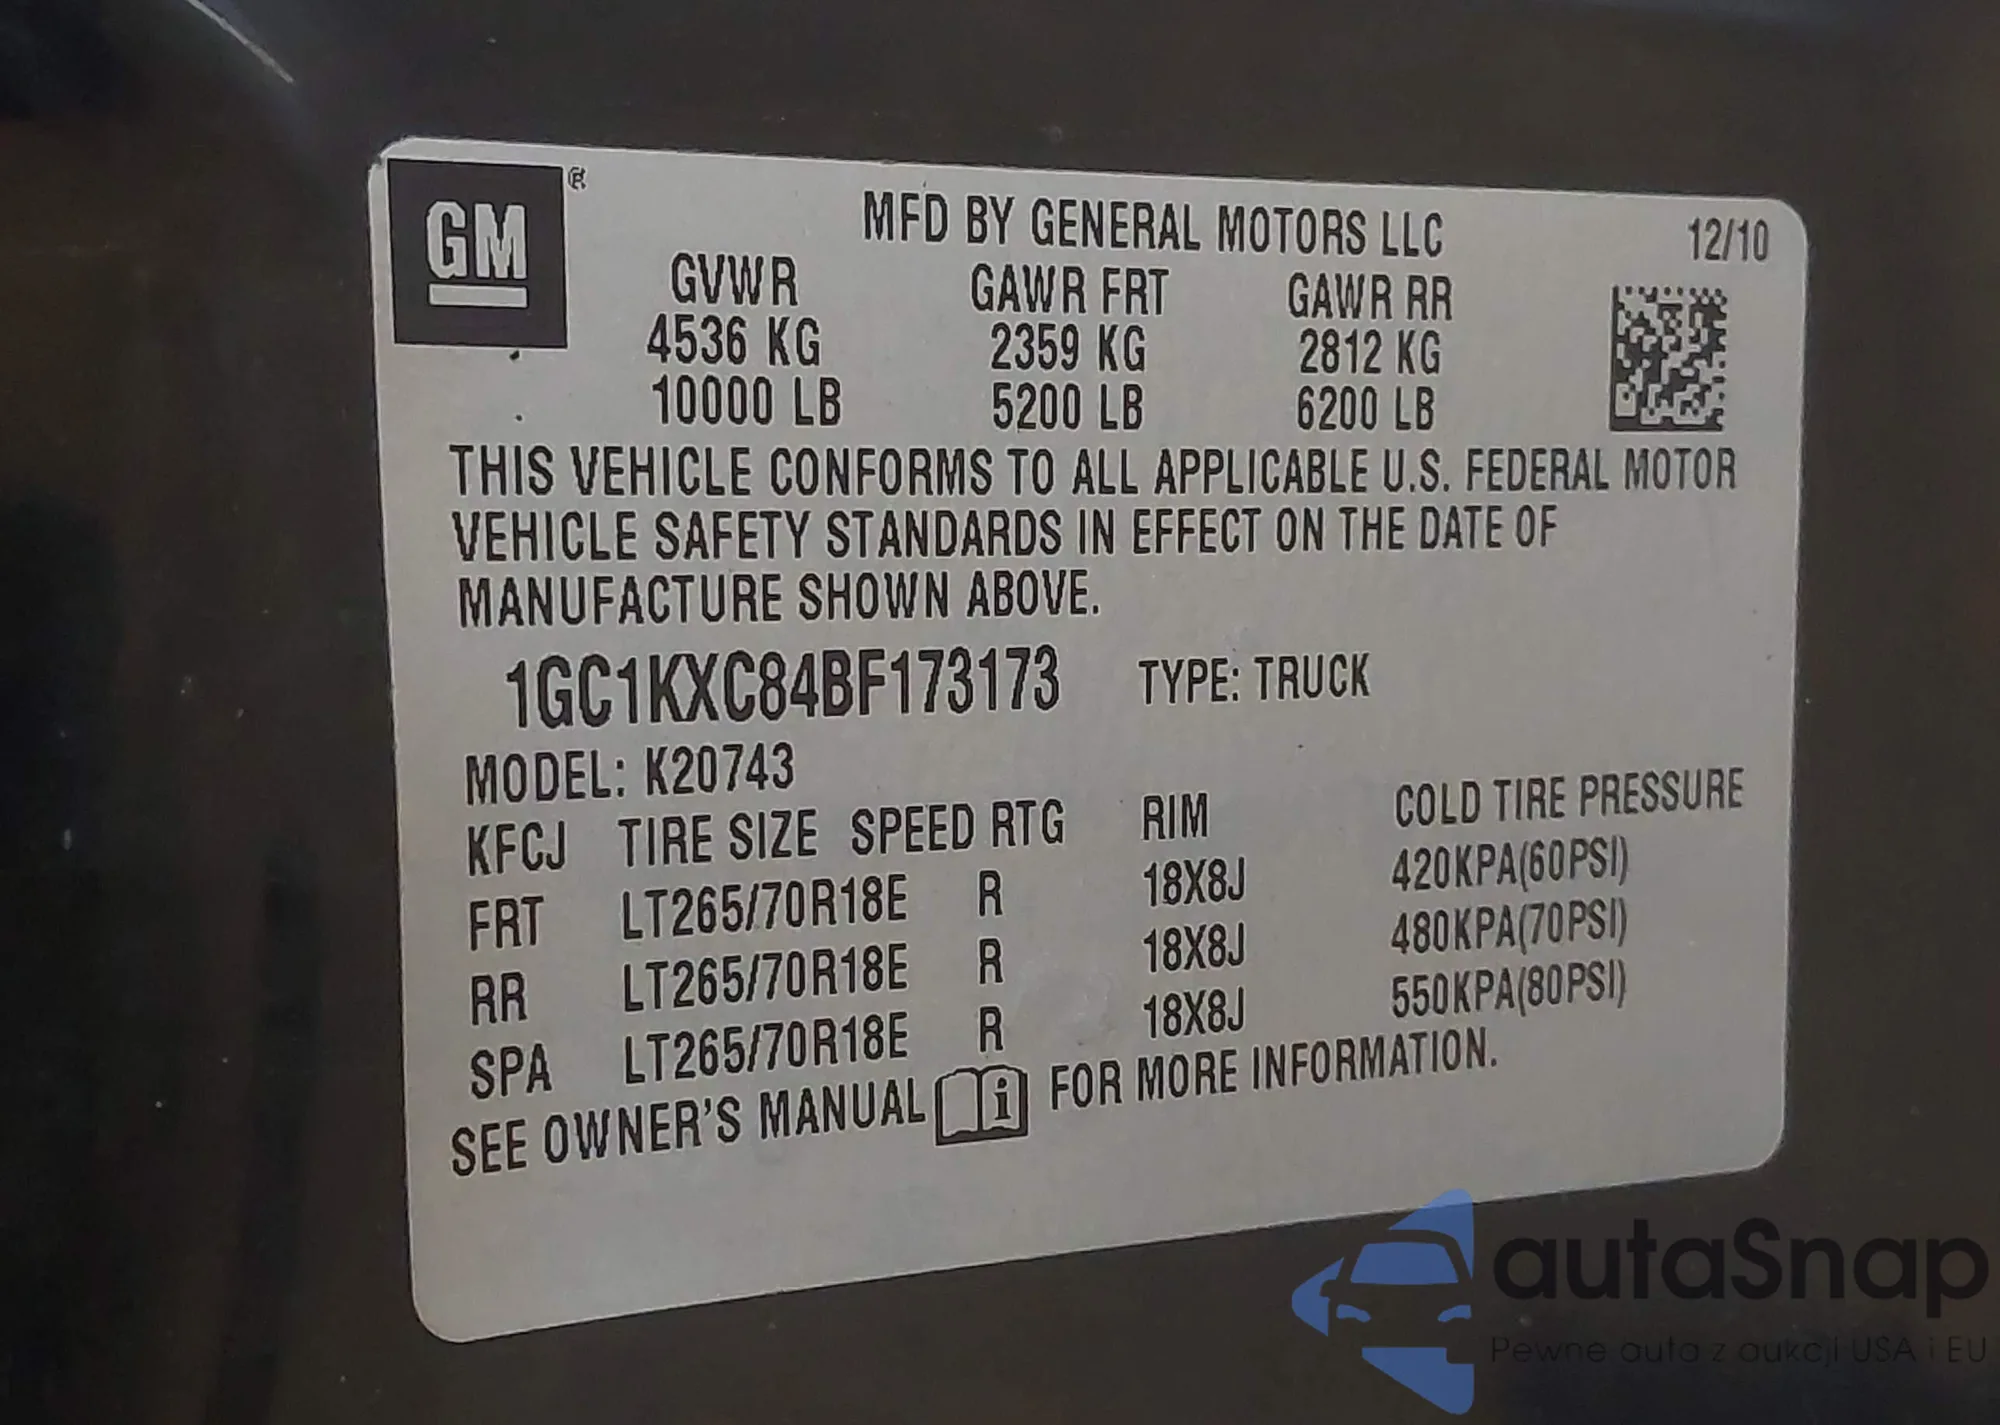 GM ®
MFD BY GENERAL MOTORS LLC 12/10
GVWR GAWR FRT GAWR RR
4536 KG 2359 KG 2812 KG
10000 LB 5200 LB 6200 LB
THIS VEHICLE CONFORMS TO ALL APPLICABLE U.S. FEDERAL MOTOR
VEHICLE SAFETY STANDARDS IN EFFECT ON THE DATE OF
MANUFACTURE SHOWN ABOVE.
1GC1KXC84BF173173 TYPE: TRUCK
MODEL: K20743
KFCJ TIRE SIZE SPEED RTG RIM COLD TIRE PRESSURE
FRT LT265/70R18E R 18X8J 420KPA(60PSI)
RR LT265/70R18E R 18X8J 480KPA(70PSI)
SPA LT265/70R18E R 18X8J 550KPA(80PSI)
SEE OWNER'S MANUAL i FOR MORE INFORMATION.
autaSnap
Pewne auta z aukcji USA i EU